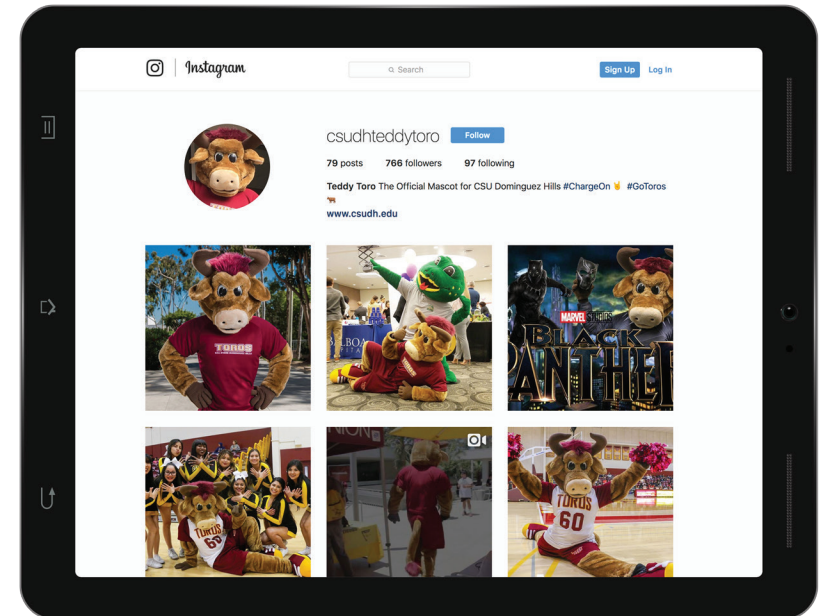 Instagram
Search
Sign Up
Log In
csudhteddytoro
Follow
79 posts 766 followers 97 following
Teddy Toro The Official Mascot for CSU Dominguez Hills #ChargeOn 🤘 #GoToros
🐂
www.csudh.edu
TOROS
MARVEL STUDIOS
BLACK
PANTHER
TOROS
60
UNION
TOROS
60